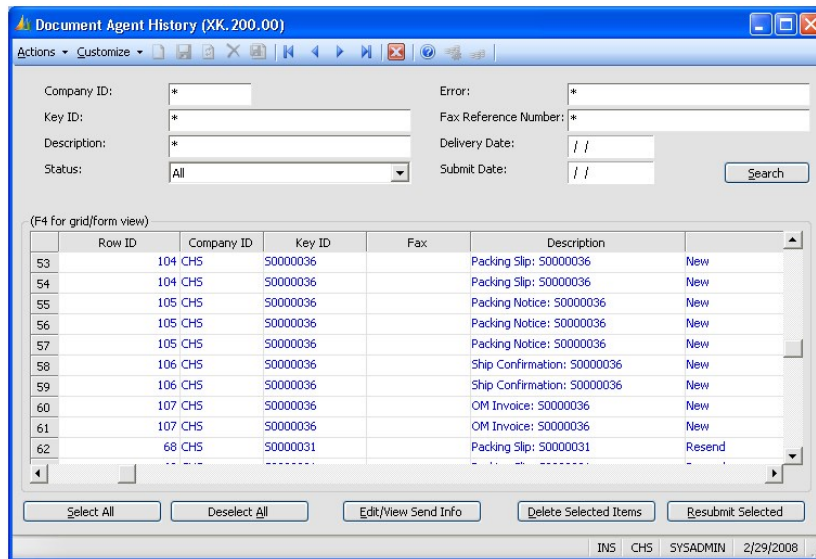 Document Agent History (XK.200.00)
Actions Customize
Company ID: * Error: *
Key ID: * Fax Reference Number: *
Description: * Delivery Date: / /
Status: All Submit Date: / / Search
(F4 for grid/form view)
Row ID Company ID Key ID Fax Description
53 104 CHS S0000036 Packing Slip: S0000036 New
54 104 CHS S0000036 Packing Slip: S0000036 New
55 105 CHS S0000036 Packing Notice: S0000036 New
56 105 CHS S0000036 Packing Notice: S0000036 New
57 105 CHS S0000036 Packing Notice: S0000036 New
58 106 CHS S0000036 Ship Confirmation: S0000036 New
59 106 CHS S0000036 Ship Confirmation: S0000036 New
60 107 CHS S0000036 OM Invoice: S0000036 New
61 107 CHS S0000036 OM Invoice: S0000036 New
62 68 CHS S0000031 Packing Slip: S0000031 Resend
Select All Deselect All Edit/View Send Info Delete Selected Items Resubmit Selected
INS CHS SYSADMIN 2/29/2008